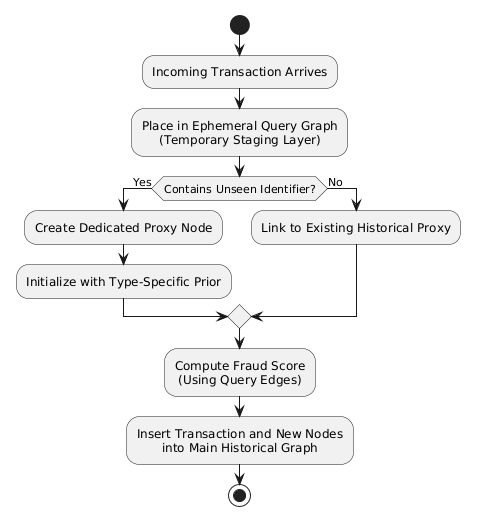 Incoming Transaction Arrives
Place in Ephemeral Query Graph
(Temporary Staging Layer)
Contains Unseen Identifier?
Yes
No
Create Dedicated Proxy Node
Link to Existing Historical Proxy
Initialize with Type-Specific Prior
Compute Fraud Score
(Using Query Edges)
Insert Transaction and New Nodes
into Main Historical Graph